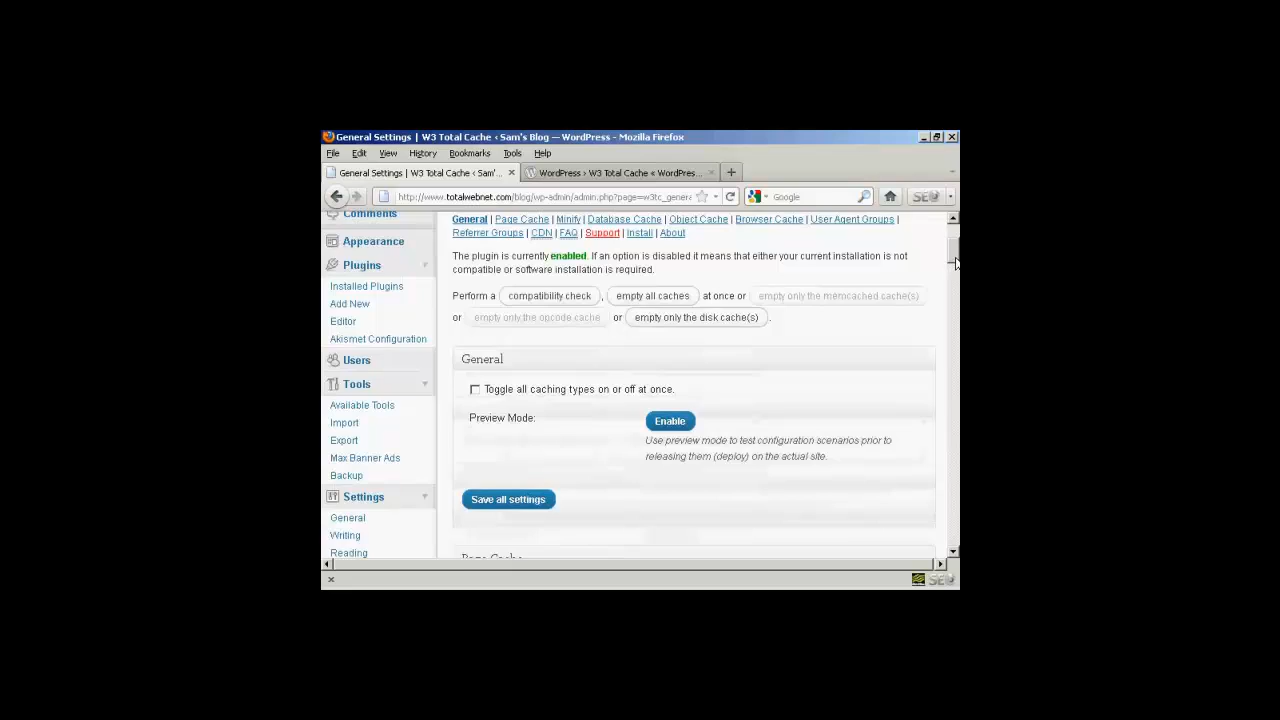 General Settings | W3 Total Cache ‹ Sam's Blog — WordPress - Mozilla Firefox
File Edit View History Bookmarks Tools Help
General Settings | W3 Total Cache ‹ Sam'... × WordPress › W3 Total Cache « WordPres... × +
http://www.totalwebnet.com/blog/wp-admin/admin.php?page=w3tc_genera Google SEO
Comments
Appearance
Plugins
Installed Plugins
Add New
Editor
Akismet Configuration
Users
Tools
Available Tools
Import
Export
Max Banner Ads
Backup
Settings
General
Writing
Reading
General | Page Cache | Minify | Database Cache | Object Cache | Browser Cache | User Agent Groups |
Referrer Groups | CDN | FAQ | Support | Install | About
The plugin is currently enabled. If an option is disabled it means that either your current installation is not
compatible or software installation is required.
Perform a compatibility check , empty all caches at once or empty only the memcached cache(s)
or empty only the opcode cache or empty only the disk cache(s) .
General
Toggle all caching types on or off at once.
Preview Mode: Enable
Use preview mode to test configuration scenarios prior to
releasing them (deploy) on the actual site.
Save all settings
Page Cache
× SEO